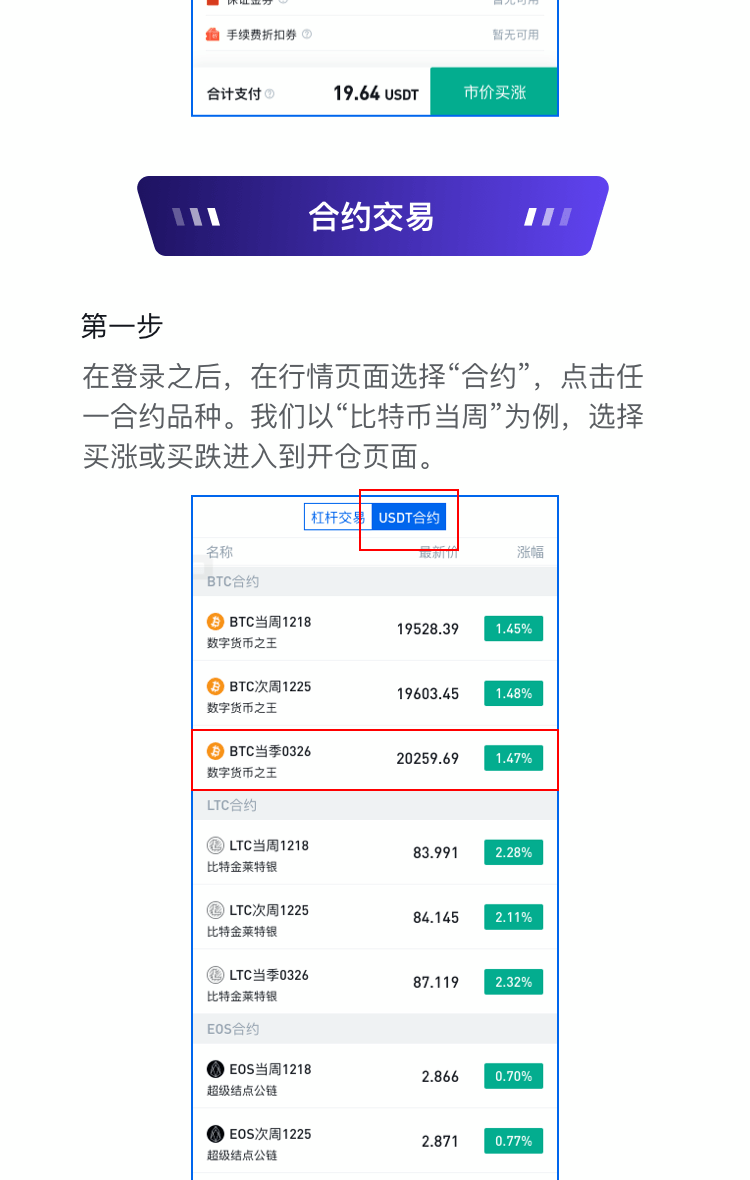 手续费折扣券 暂无可用
合计支付 19.64 USDT 市价买涨
合约交易
第一步
在登录之后，在行情页面选择“合约”，点击任
一合约品种。我们以“比特币当周”为例，选择
买涨或买跌进入到开仓页面。
杠杆交易 USDT合约
名称 最新价 涨幅
BTC合约
BTC当周1218 19528.39 1.45%
数字货币之王
BTC次周1225 19603.45 1.48%
数字货币之王
BTC当季0326 20259.69 1.47%
数字货币之王
LTC合约
LTC当周1218 83.991 2.28%
比特金莱特银
LTC次周1225 84.145 2.11%
比特金莱特银
LTC当季0326 87.119 2.32%
比特金莱特银
EOS合约
EOS当周1218 2.866 0.70%
超级结点公链
EOS次周1225 2.871 0.77%
超级结点公链